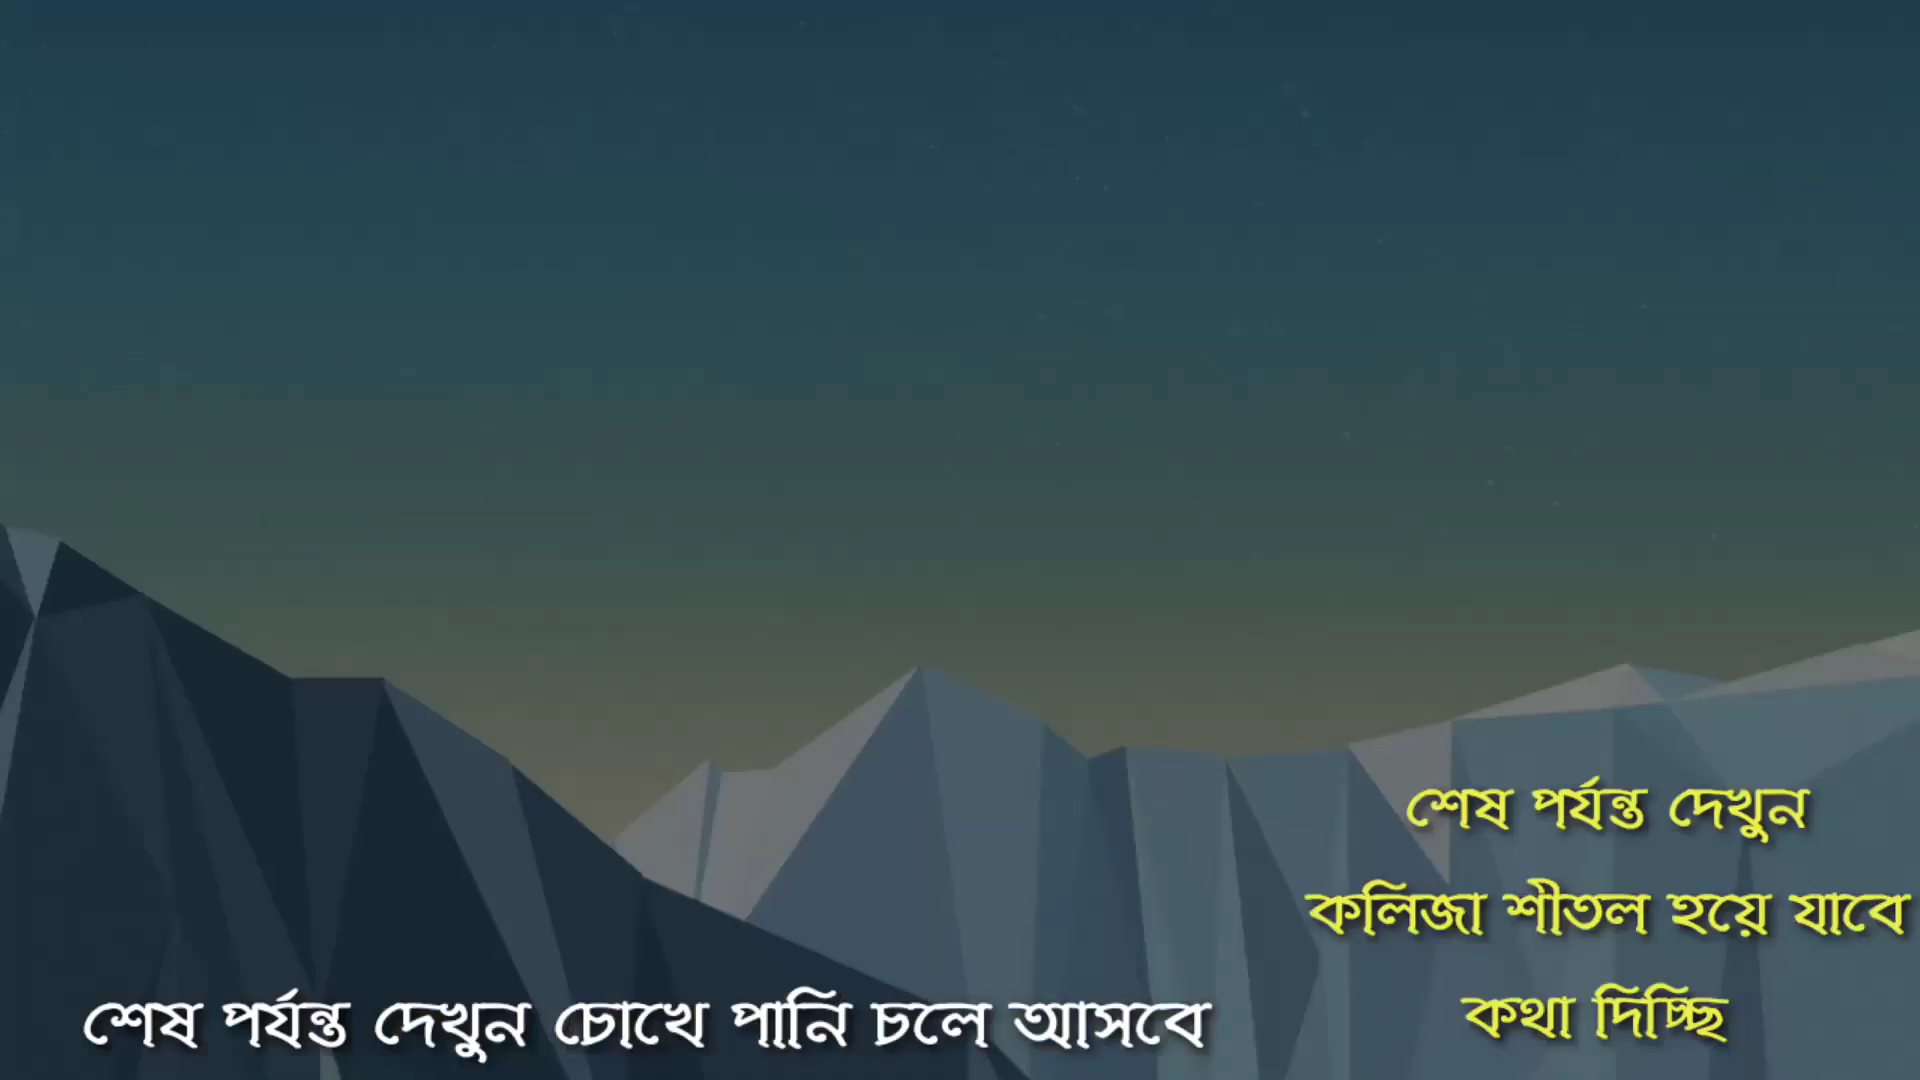 শেষ পর্যন্ত দেখুন
কলিজা শীতল হয়ে যাবে
কথা দিচ্ছি
শেষ পর্যন্ত দেখুন চোখে পানি চলে আসবে